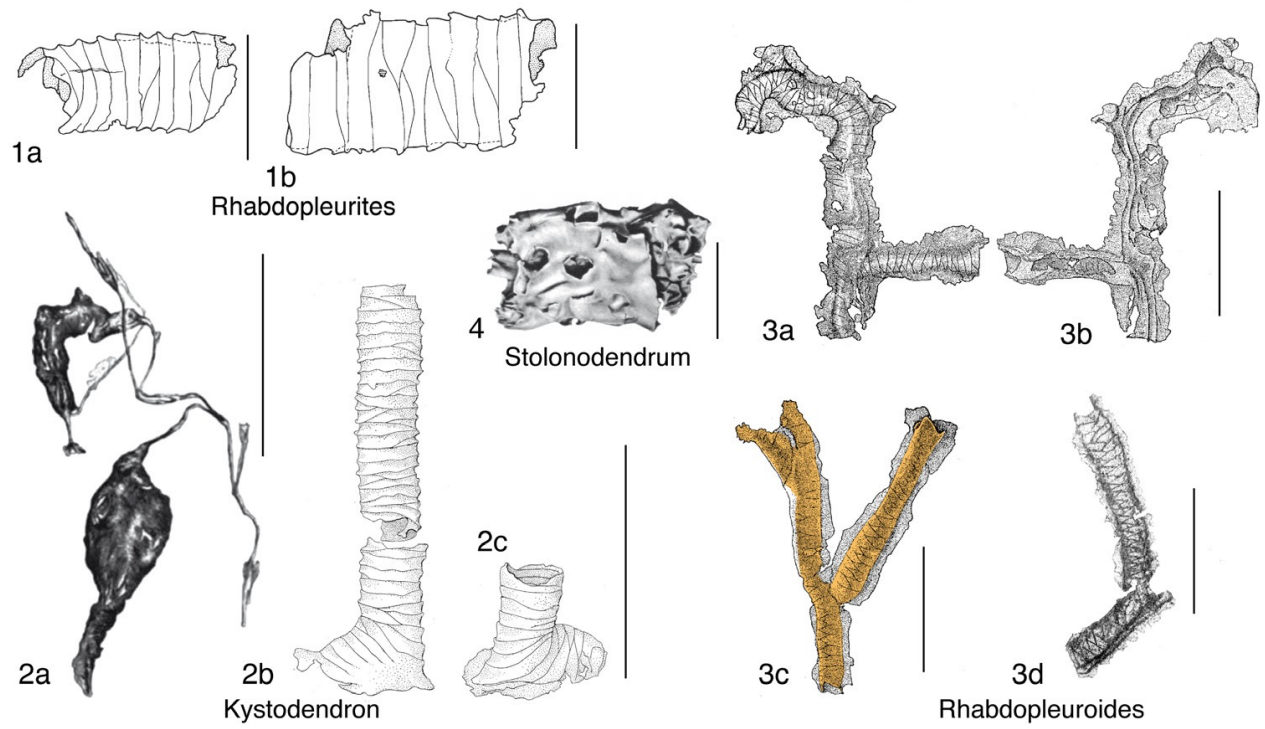 1a
1b
Rhabdopleurites
2a
2b
2c
Kystodendron
4
Stolonodendrum
3a
3b
3c
3d
Rhabdopleuroides